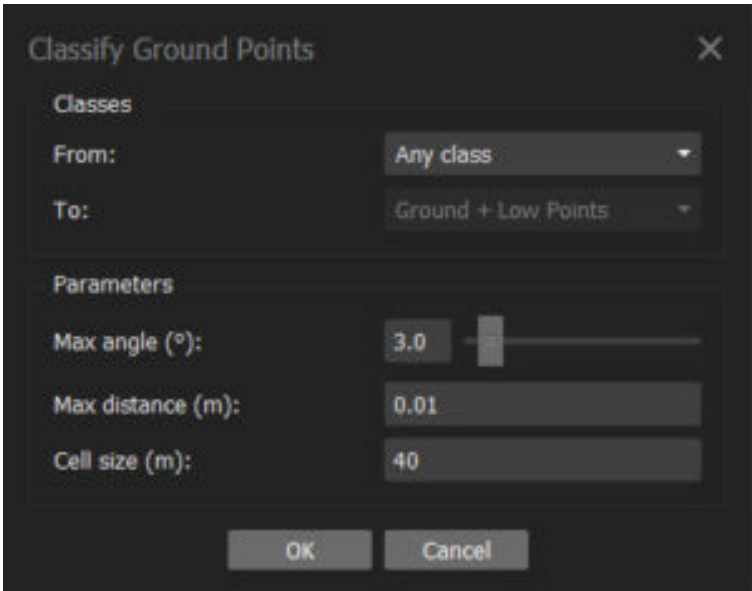 Classify Ground Points
Classes
From: Any class
To: Ground + Low Points
Parameters
Max angle (°): 3.0
Max distance (m): 0.01
Cell size (m): 40
OK Cancel